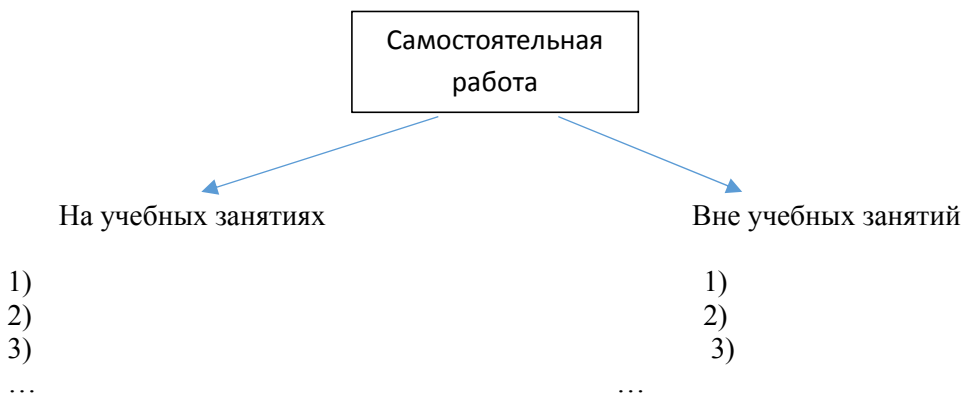 Самостоятельная
работа
На учебных занятиях
Вне учебных занятий
1)
1)
2)
2)
3)
3)
…
…